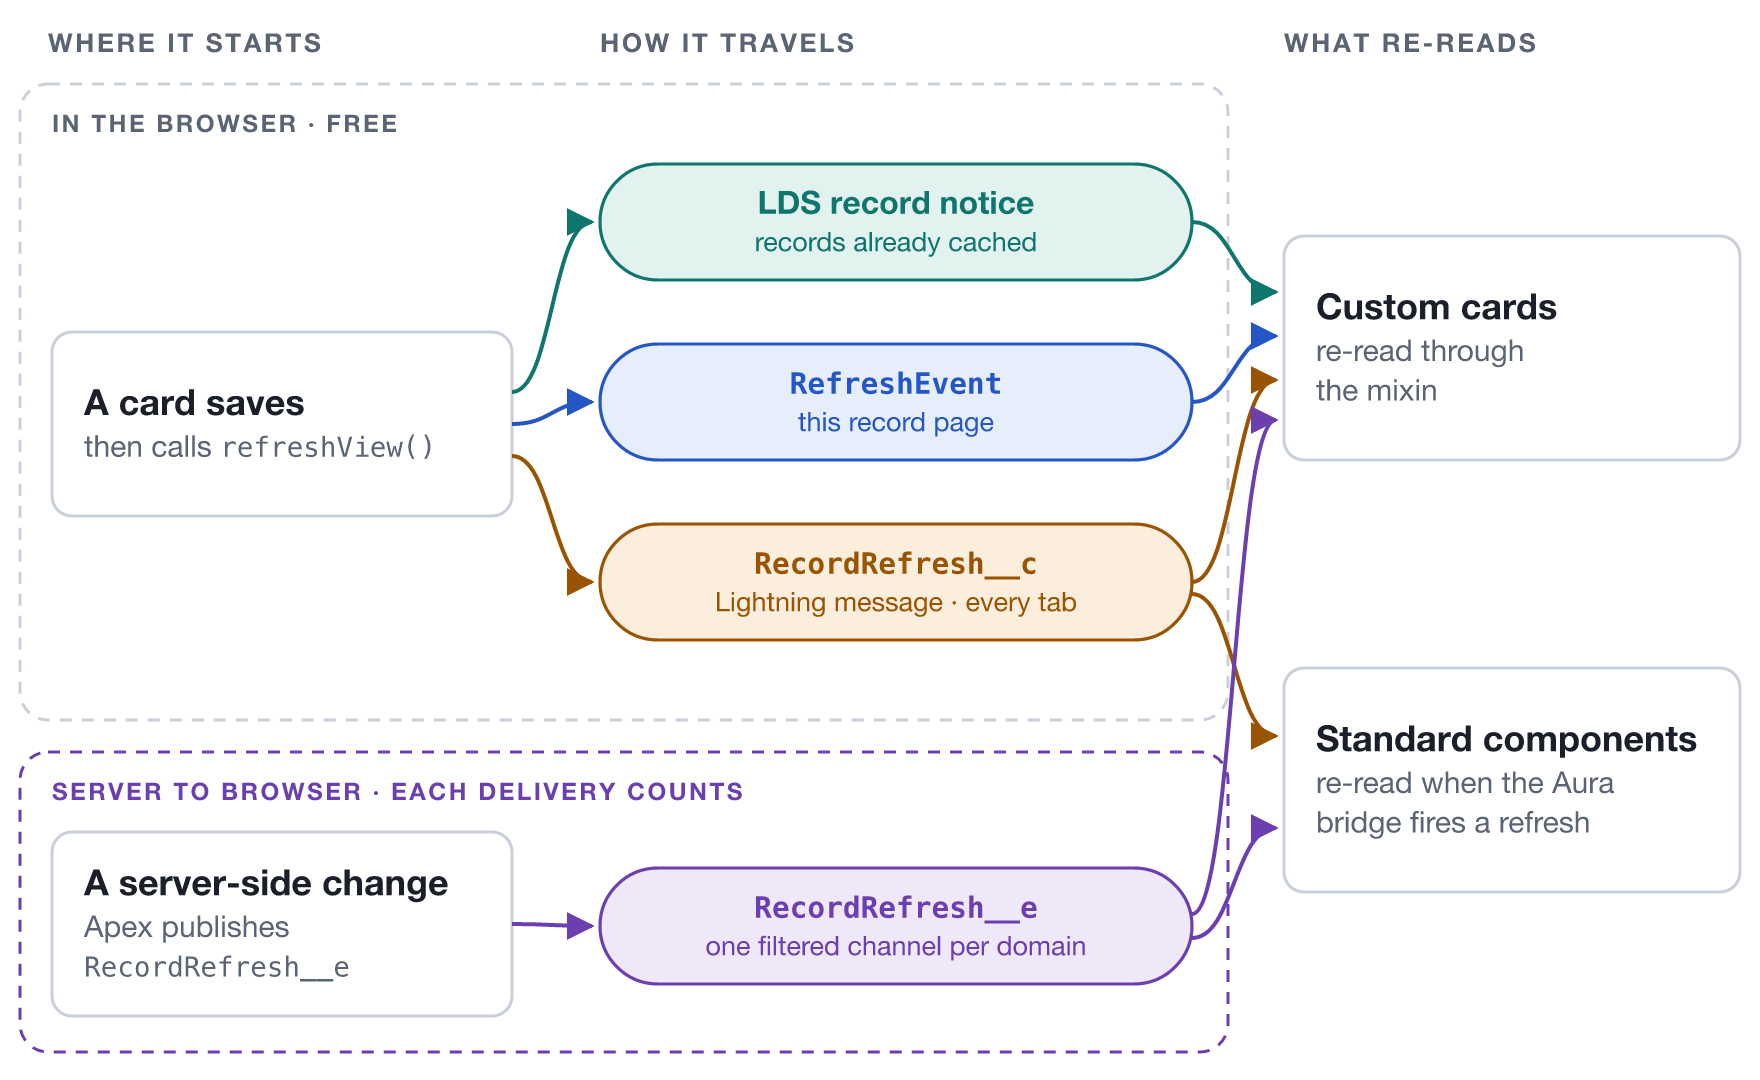 WHERE IT STARTS
HOW IT TRAVELS
WHAT RE-READS
IN THE BROWSER · FREE
LDS record notice
records already cached
RefreshEvent
this record page
RecordRefresh__c
Lightning message · every tab
A card saves
then calls refreshView()
Custom cards
re-read through
the mixin
Standard components
re-read when the Aura
bridge fires a refresh
SERVER TO BROWSER · EACH DELIVERY COUNTS
A server-side change
Apex publishes
RecordRefresh__e
RecordRefresh__e
one filtered channel per domain